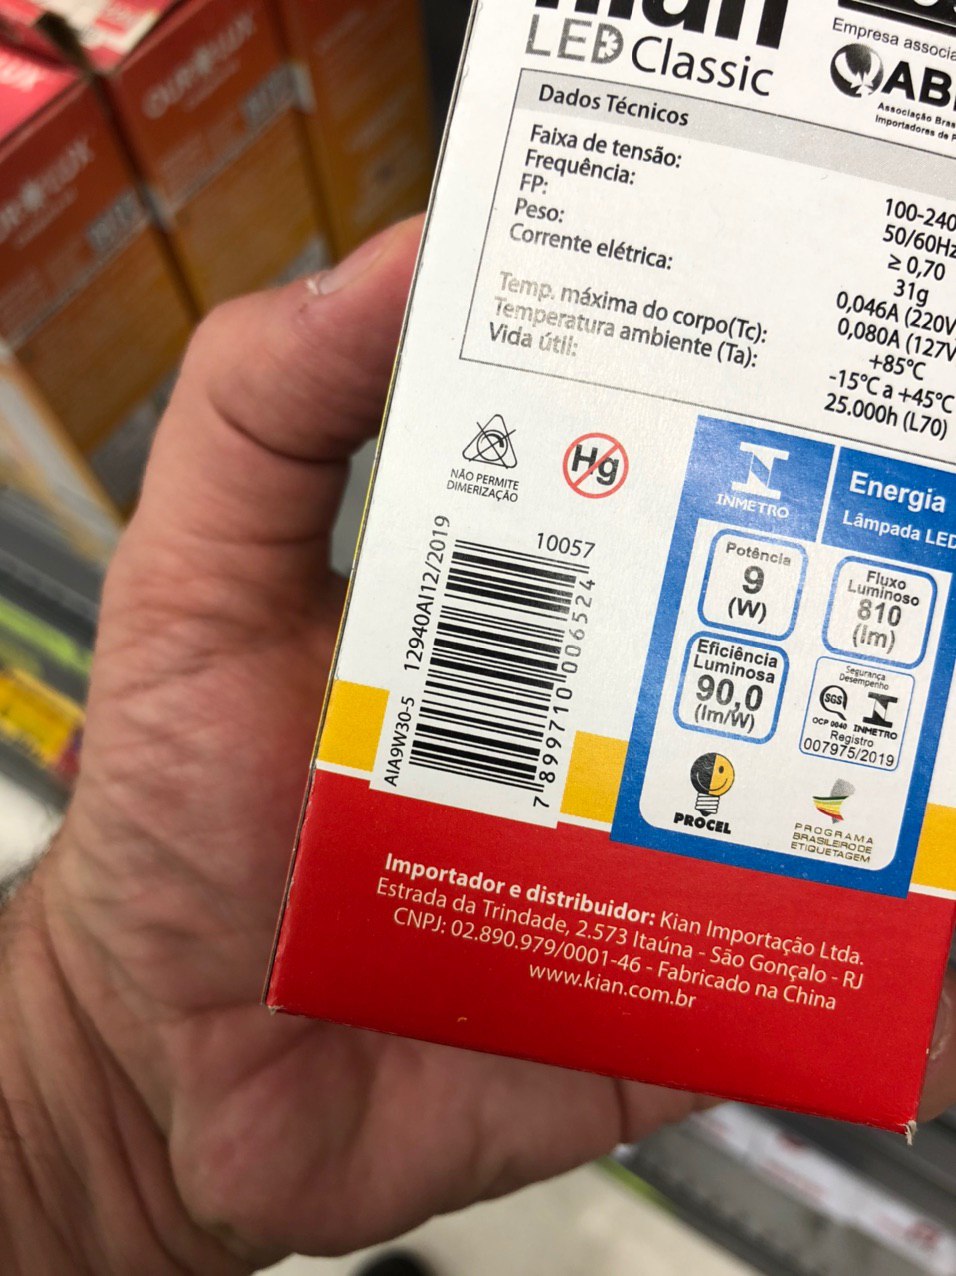 LED Classic
Empresa associa
AB
Associação Bras
Importadores de P
Dados Técnicos
Faixa de tensão: 100-240
Frequência: 50/60Hz
FP: ≥ 0,70
Peso: 31g
Corrente elétrica: 0,046A (220V
0,080A (127V
Temp. máxima do corpo(Tc): +85°C
Temperatura ambiente (Ta): -15°C a +45°C
Vida útil: 25.000h (L70)
NÃO PERMITE
DIMERIZAÇÃO
Hg
INMETRO
Energia
Lâmpada LED
Potência
9
(W)
Fluxo
Luminoso
810
(lm)
Eficiência
Luminosa
90,0
(lm/W)
Segurança
Desempenho
SGS
OCP 0040 INMETRO
Registro
007975/2019
PROCEL
PROGRAMA
BRASILEIRO DE
ETIQUETAGEM
10057
AIA9W30-5 12940AI12/2019
7 899710 006524
Importador e distribuidor: Kian Importação Ltda.
Estrada da Trindade, 2.573 Itaúna - São Gonçalo - RJ
CNPJ: 02.890.979/0001-46 - Fabricado na China
www.kian.com.br
OUROLUX